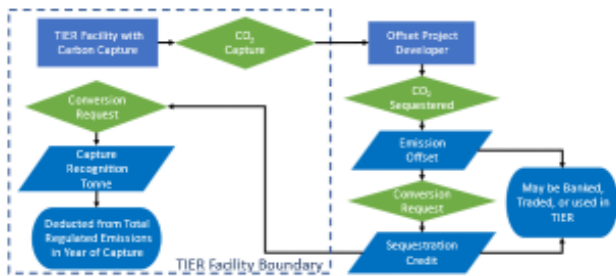 TIER Facility with
Carbon Capture
CO₂
Capture
Offset Project
Developer
Conversion
Request
CO₂
Sequestered
Capture
Recognition
Tonne
Emission
Offset
Conversion
Request
May be Banked,
Traded, or used in
TIER
Deducted from Total
Regulated Emissions
in Year of Capture
Sequestration
Credit
TIER Facility Boundary